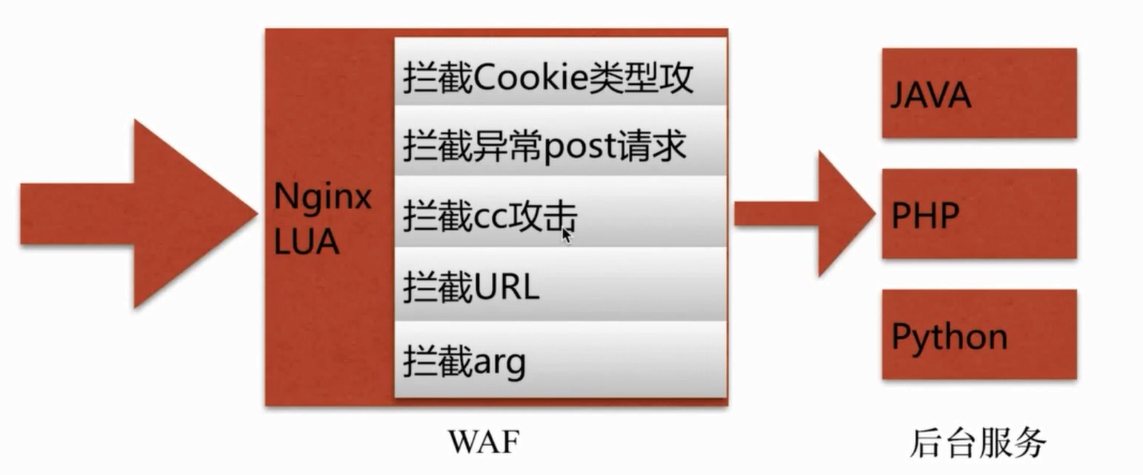 Nginx
LUA
拦截Cookie类型攻
拦截异常post请求
拦截cc攻击
拦截URL
拦截arg
WAF
JAVA
PHP
Python
后台服务